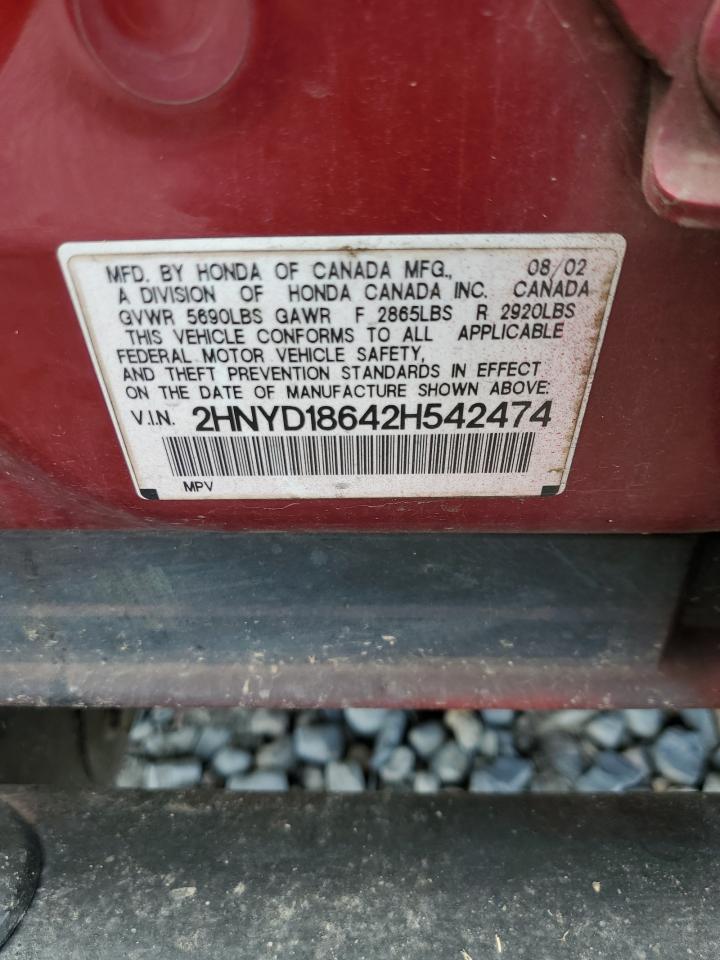 MFD. BY HONDA OF CANADA MFG., 08/02
A DIVISION OF HONDA CANADA INC. CANADA
GVWR 5690LBS GAWR F 2865LBS R 2920LBS
THIS VEHICLE CONFORMS TO ALL APPLICABLE
FEDERAL MOTOR VEHICLE SAFETY,
AND THEFT PREVENTION STANDARDS IN EFFECT
ON THE DATE OF MANUFACTURE SHOWN ABOVE:
V.I.N. 2HNYD18642H542474
MPV